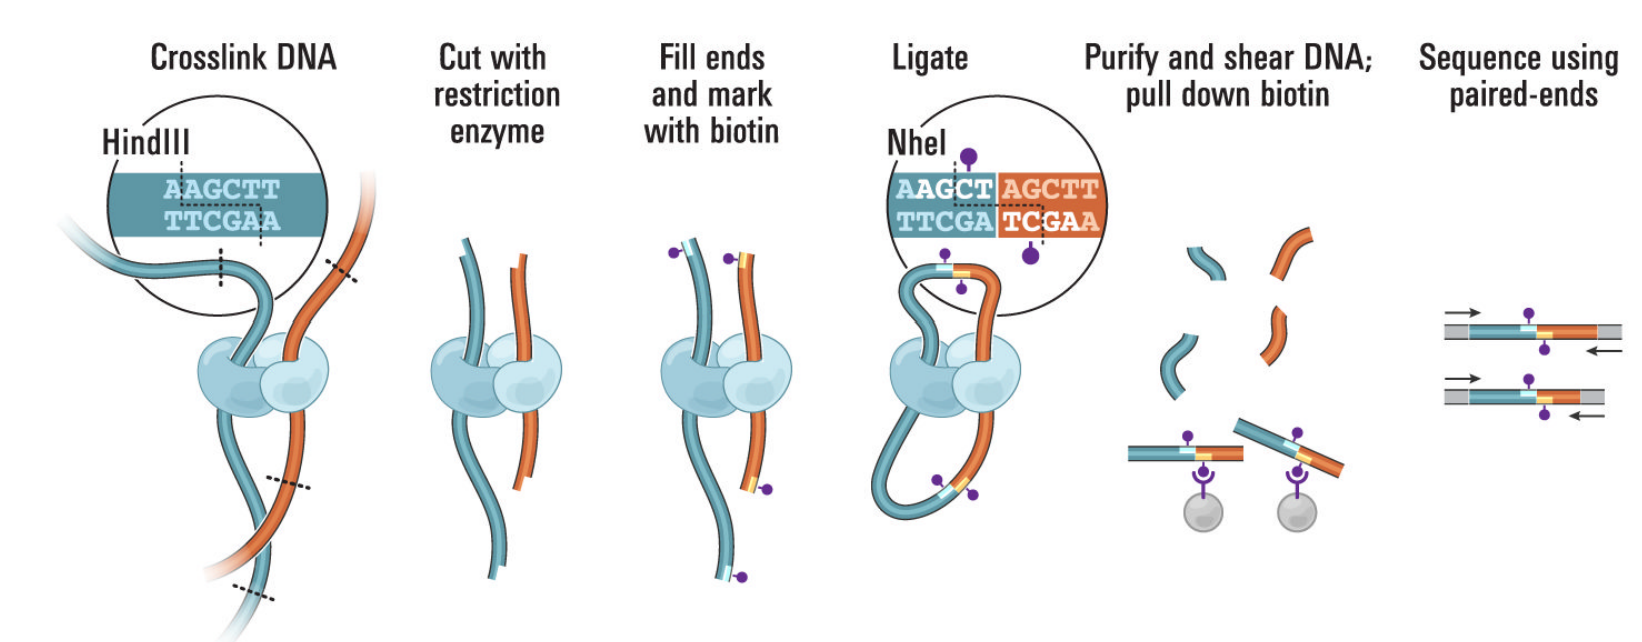 Crosslink DNA
Cut with
restriction
enzyme
Fill ends
and mark
with biotin
Ligate
Purify and shear DNA;
pull down biotin
Sequence using
paired-ends
HindIII
AAGCTT
TTCGAA
NheI
AAGCT AGCTT
TTCGA TCGAA